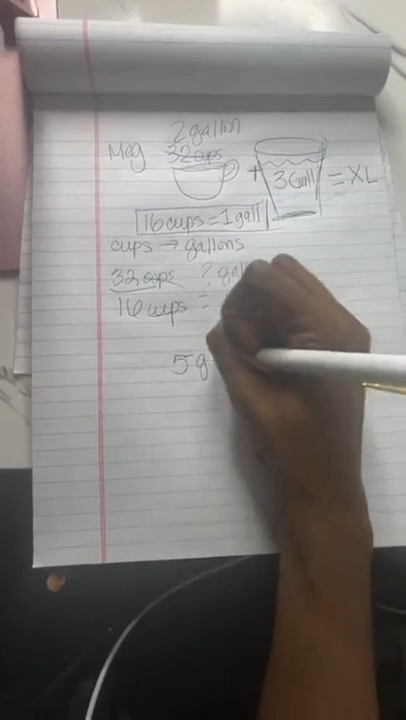 2 gallon
Meg 32 cups + 3 Gall = XL
16 cups = 1 gall
cups → gallons
32 cups ? gall
16 cups =
5 g